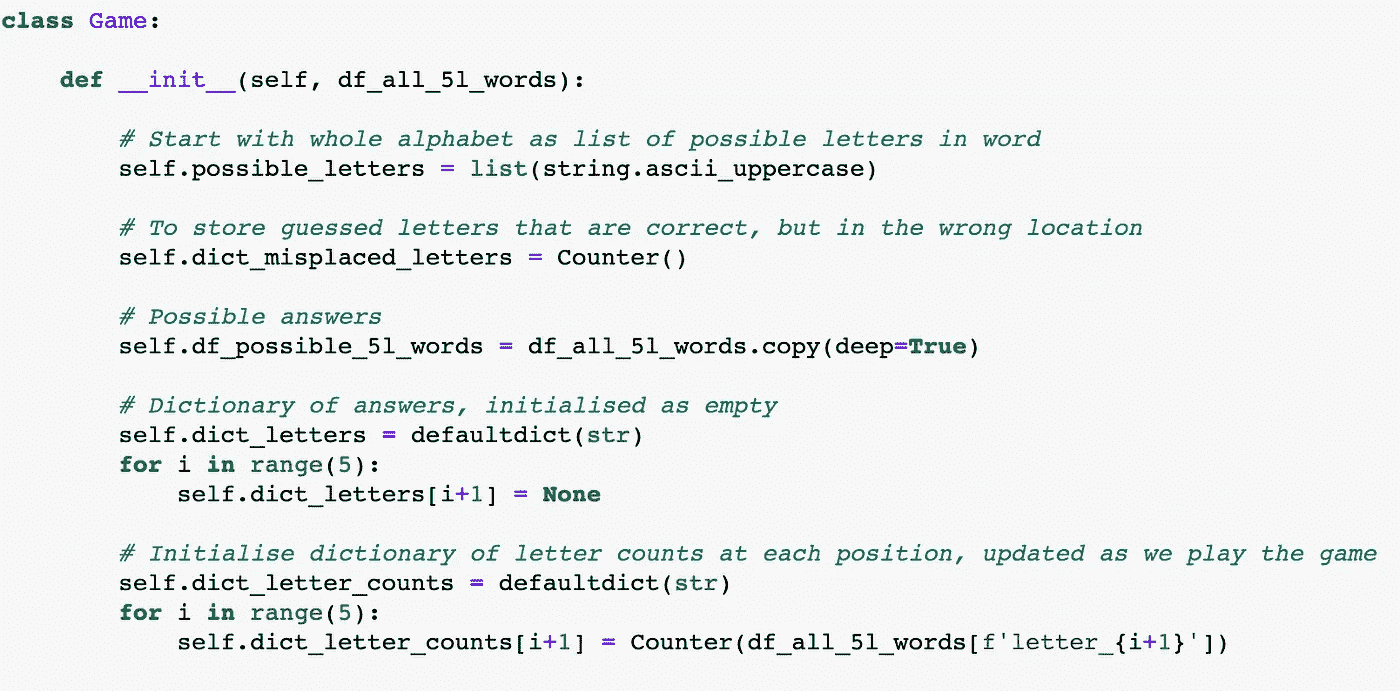 class Game:
    def __init__(self, df_all_5l_words):
        # Start with whole alphabet as list of possible letters in word
        self.possible_letters = list(string.ascii_uppercase)
        # To store guessed letters that are correct, but in the wrong location
        self.dict_misplaced_letters = Counter()
        # Possible answers
        self.df_possible_5l_words = df_all_5l_words.copy(deep=True)
        # Dictionary of answers, initialised as empty
        self.dict_letters = defaultdict(str)
        for i in range(5):
            self.dict_letters[i+1] = None
        # Initialise dictionary of letter counts at each position, updated as we play the game
        self.dict_letter_counts = defaultdict(str)
        for i in range(5):
            self.dict_letter_counts[i+1] = Counter(df_all_5l_words[f'letter_{i+1}'])